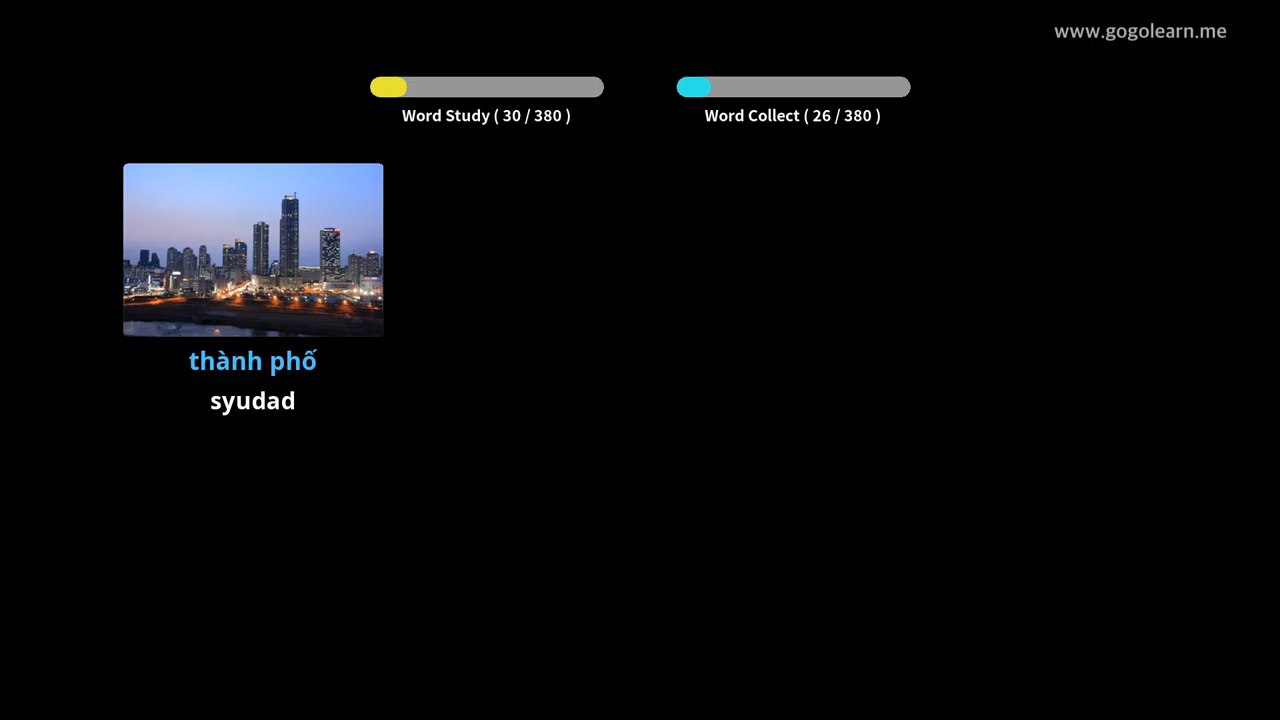 www.gogolearn.me
Word Study ( 30 / 380 )
Word Collect ( 26 / 380 )
thành phố
syudad